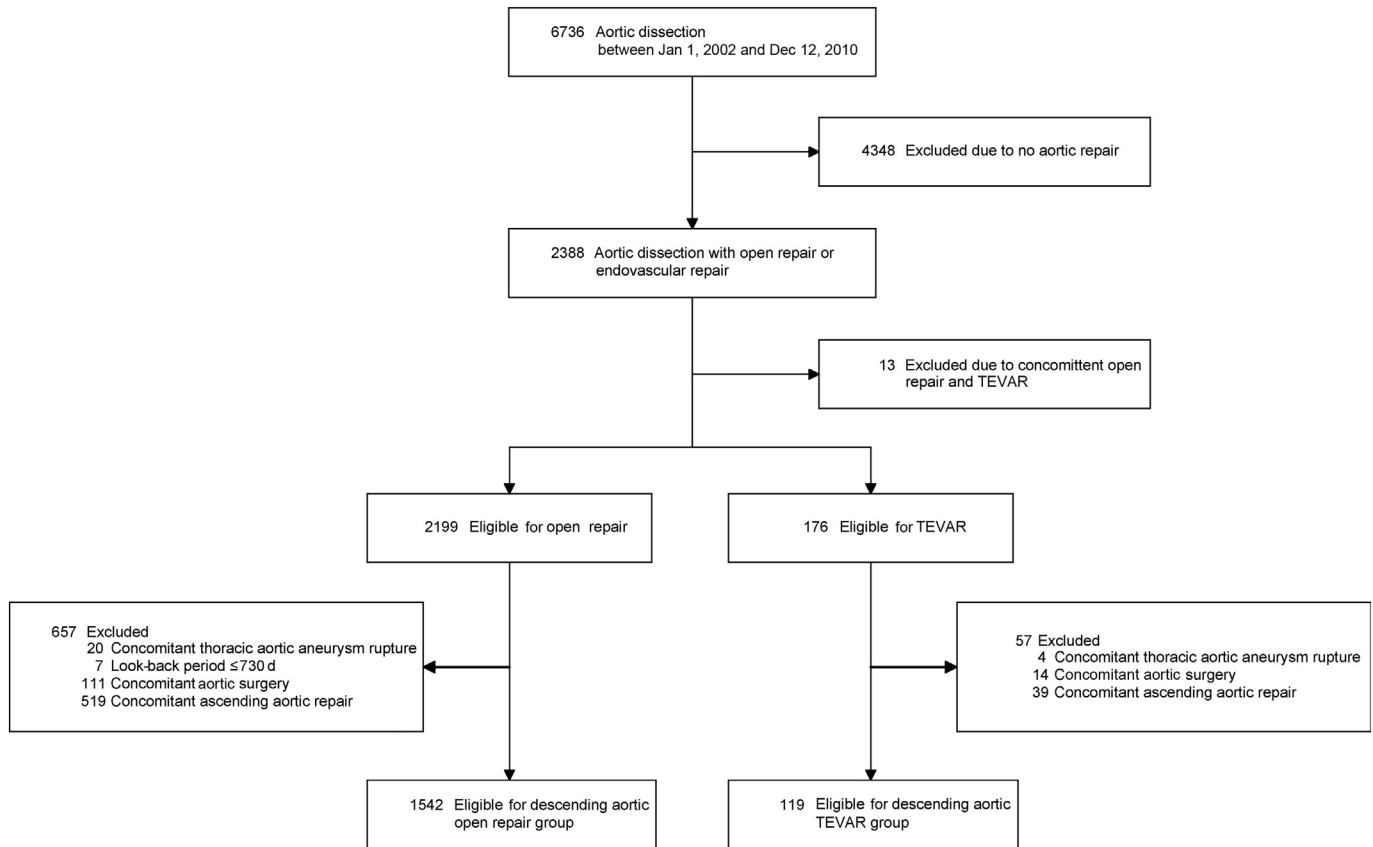 6736 Aortic dissection
between Jan 1, 2002 and Dec 12, 2010
4348 Excluded due to no aortic repair
2388 Aortic dissection with open repair or
endovascular repair
13 Excluded due to concomittent open
repair and TEVAR
2199 Eligible for open repair
176 Eligible for TEVAR
657 Excluded
20 Concomitant thoracic aortic aneurysm rupture
7 Look-back period ≤730 d
111 Concomitant aortic surgery
519 Concomitant ascending aortic repair
57 Excluded
4 Concomitant thoracic aortic aneurysm rupture
14 Concomitant aortic surgery
39 Concomitant ascending aortic repair
1542 Eligible for descending aortic
open repair group
119 Eligible for descending aortic
TEVAR group